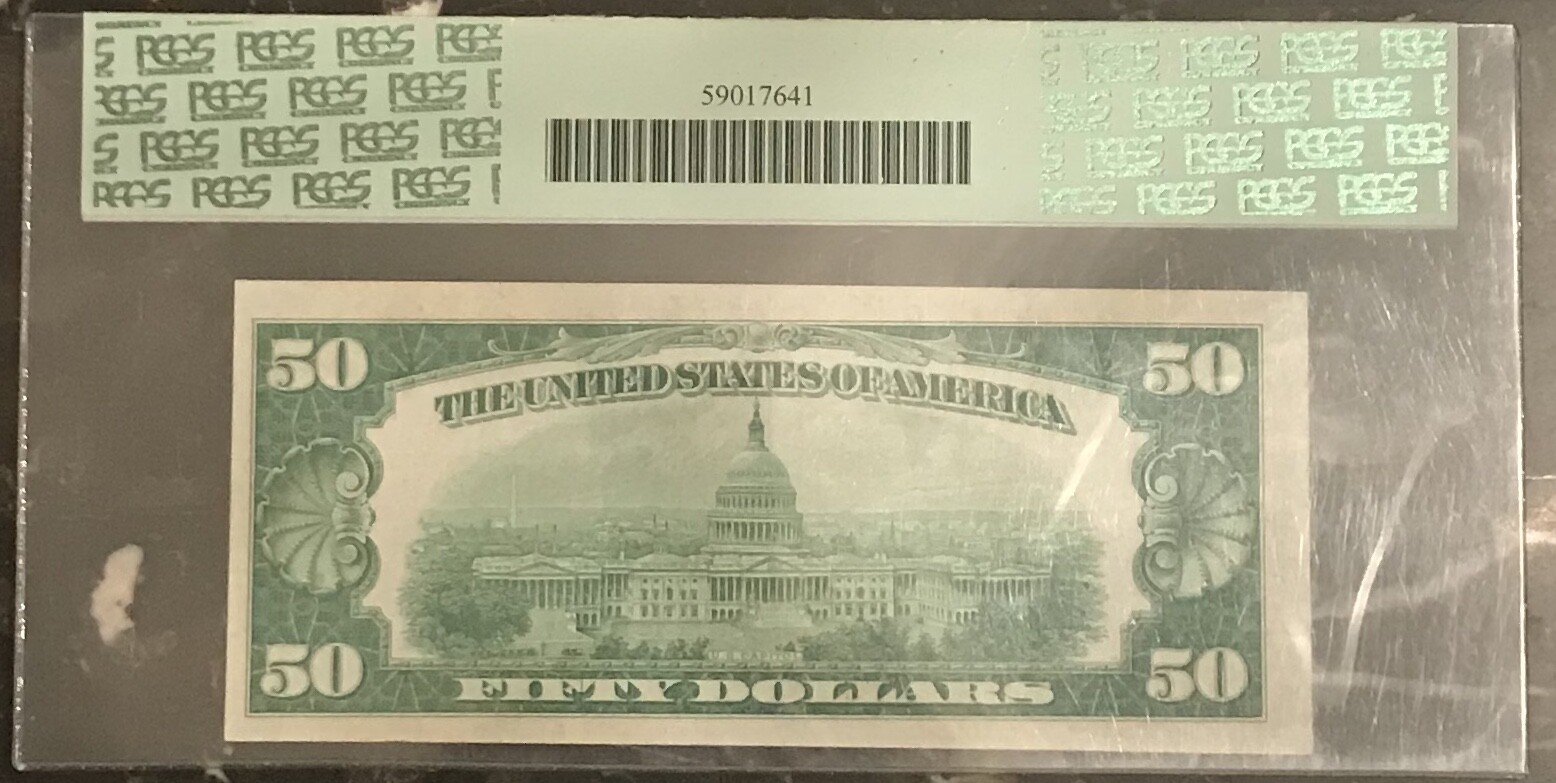 S PCGS PCGS PCGS PCGS
PCGS PCGS PCGS PCGS P
S PCGS PCGS PCGS PCGS
PCGS PCGS PCGS PCGS
59017641
S PCGS PCGS PCGS PCGS
PCGS PCGS PCGS PCGS
S PCGS PCGS PCGS PCGS
PCGS PCGS PCGS PCGS
50 50
THE UNITED STATES OF AMERICA
U.S. CAPITOL
50 50
FIFTY DOLLARS